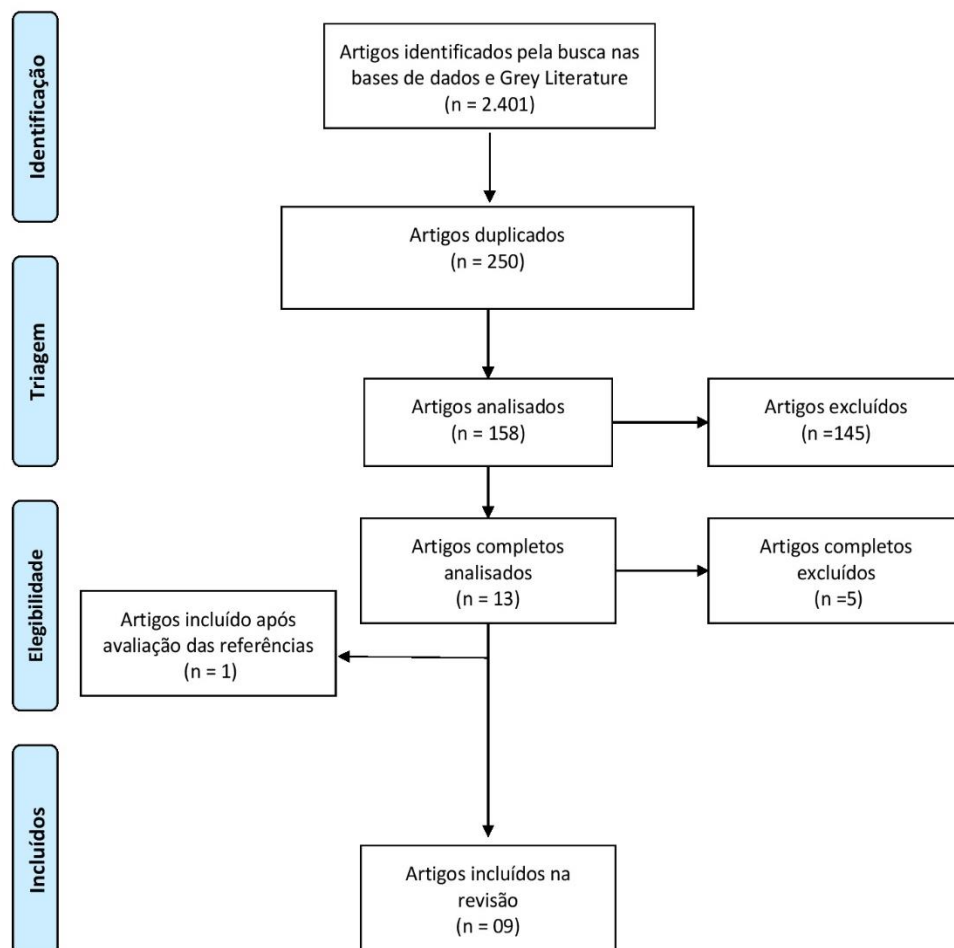 Identificação
Artigos identificados pela busca nas
bases de dados e Grey Literature
(n = 2.401)
Artigos duplicados
(n = 250)
Triagem
Artigos analisados
(n = 158)
Artigos excluídos
(n =145)
Elegibilidade
Artigos completos
analisados
(n = 13)
Artigos completos
excluídos
(n =5)
Artigos incluído após
avaliação das referências
(n = 1)
Incluídos
Artigos incluídos na
revisão
(n = 09)